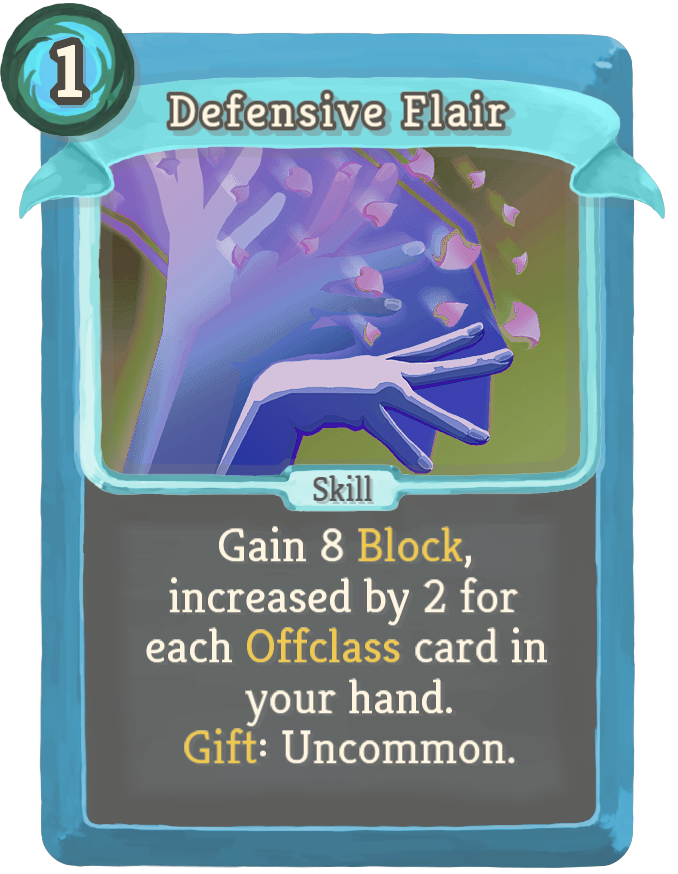 1
Defensive Flair
Skill
Gain 8 Block,
increased by 2 for
each Offclass card in
your hand.
Gift: Uncommon.